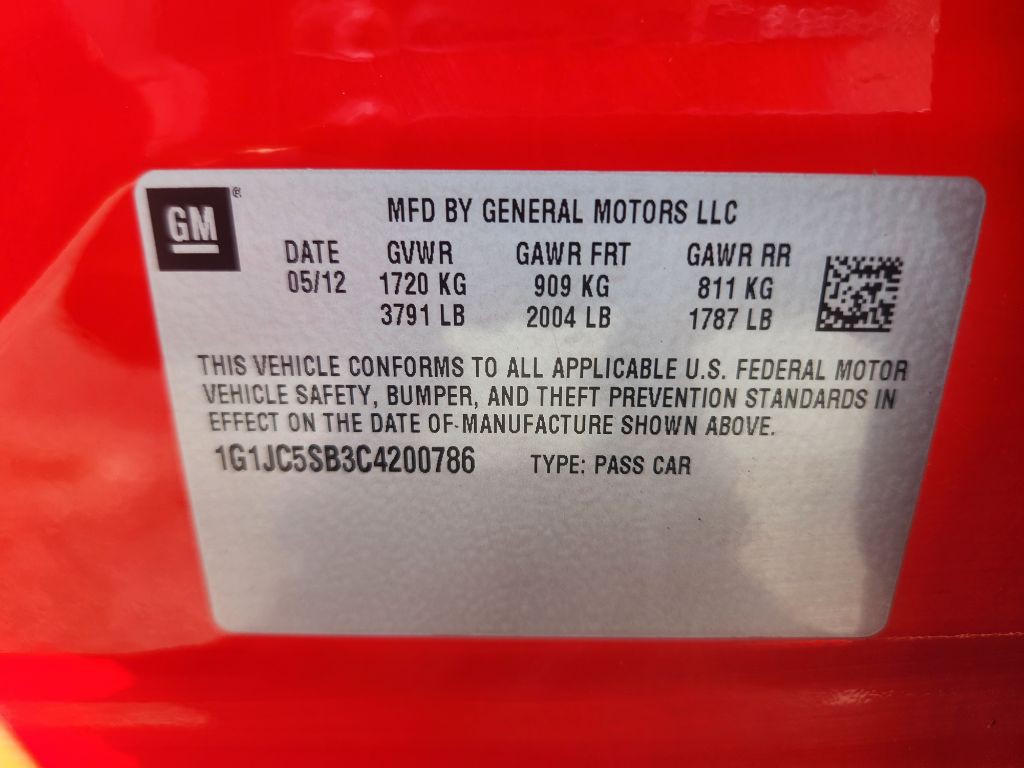 GM®
MFD BY GENERAL MOTORS LLC
DATE GVWR GAWR FRT GAWR RR
05/12 1720 KG 909 KG 811 KG
3791 LB 2004 LB 1787 LB
THIS VEHICLE CONFORMS TO ALL APPLICABLE U.S. FEDERAL MOTOR
VEHICLE SAFETY, BUMPER, AND THEFT PREVENTION STANDARDS IN
EFFECT ON THE DATE OF MANUFACTURE SHOWN ABOVE.
1G1JC5SB3C4200786 TYPE: PASS CAR